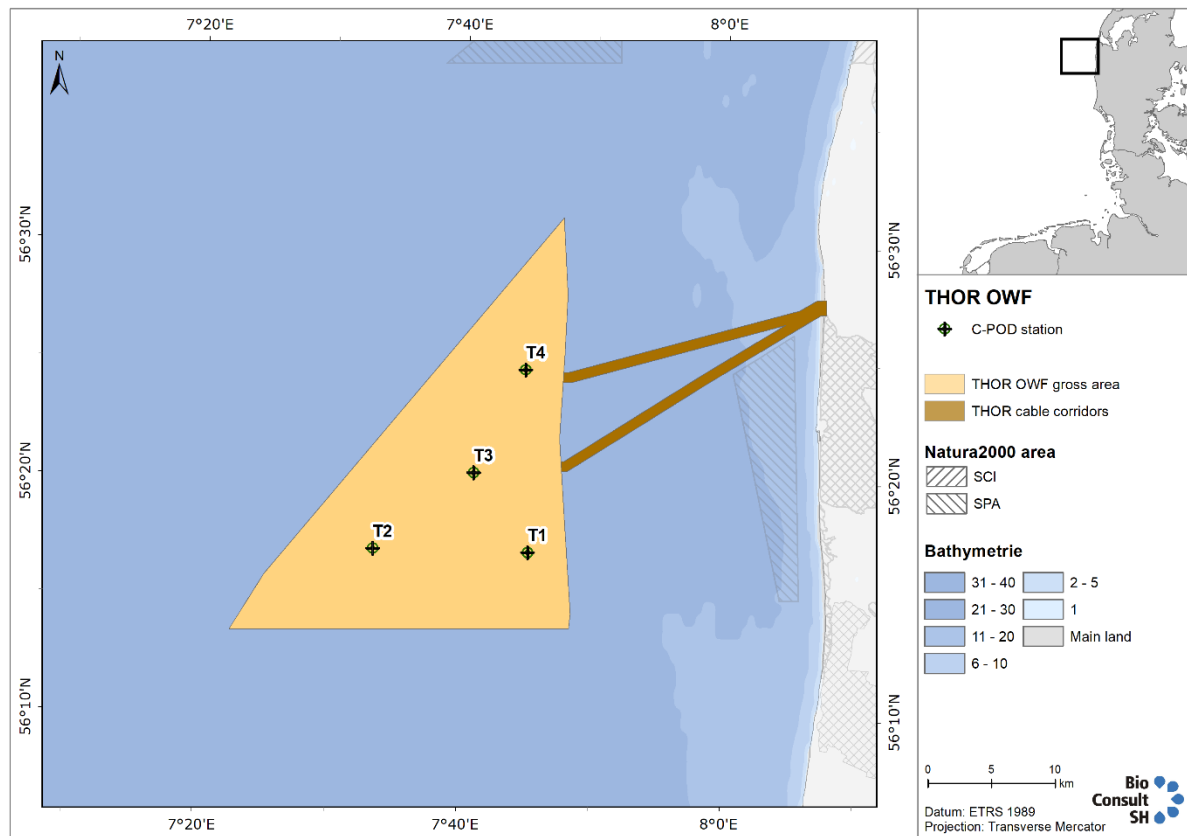 7°20'E
7°40'E
8°0'E
N
56°30'N
56°30'N
T4
T3
56°20'N
56°20'N
T2
T1
56°10'N
56°10'N
7°20'E
7°40'E
8°0'E
THOR OWF
C-POD station
THOR OWF gross area
THOR cable corridors
Natura2000 area
SCI
SPA
Bathymetrie
31 - 40
2 - 5
21 - 30
1
11 - 20
Main land
6 - 10
0 5 10
km
Datum: ETRS 1989
Projection: Transverse Mercator
Bio
Consult
SH